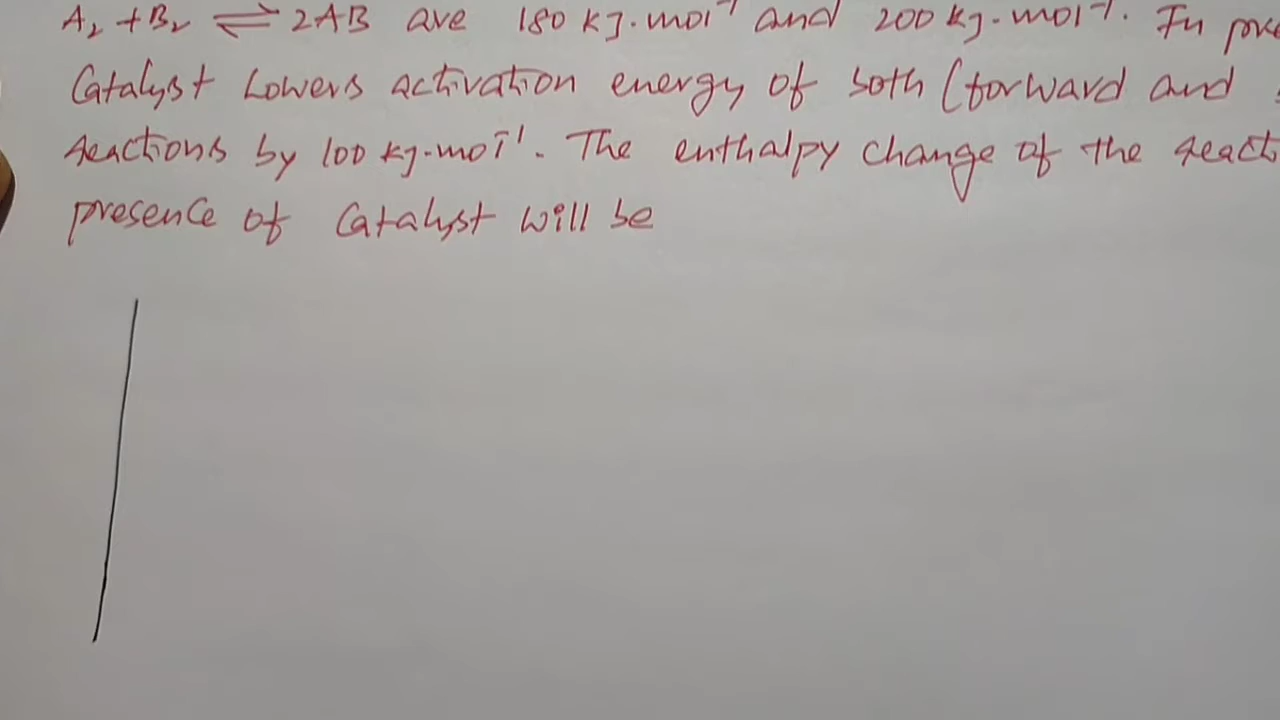 A₂ + B₂ ⇌ 2AB are 180 kJ·mol⁻¹ and 200 kJ·mol⁻¹. In
Catalyst Lowers activation energy of both (forward and
reactions by 100 kJ·mol⁻¹. The enthalpy change of the
presence of Catalyst will be